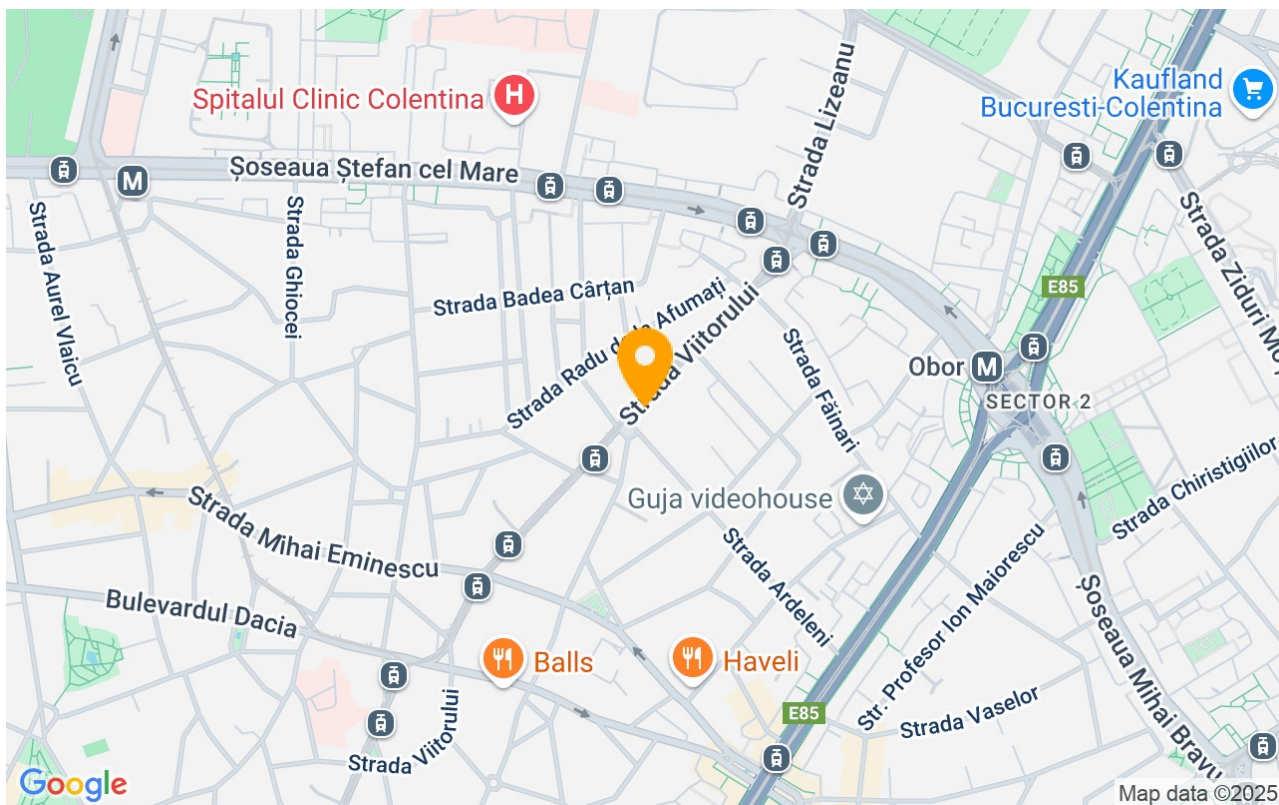 Spitalul Clinic Colentina
H
Kaufland
Bucuresti-Colentina
Strada Lizeanu
Șoseaua Ștefan cel Mare
M
Strada Aurel Vlaicu
Strada Ghiocei
Strada Ziduri Mo
E85
Strada Badea Cârțan
Strada Radu de la Afumați
Strada Viitorului
Strada Făinari
Obor
M
SECTOR 2
Strada Chiristigiilor
Guja videohouse
Strada Mihai Eminescu
Strada Ardeleni
Str. Profesor Ion Maiorescu
Șoseaua Mihai Bravu
Bulevardul Dacia
Balls
Haveli
E85
Strada Vaselor
Strada Viitorului
Google
Map data ©2025